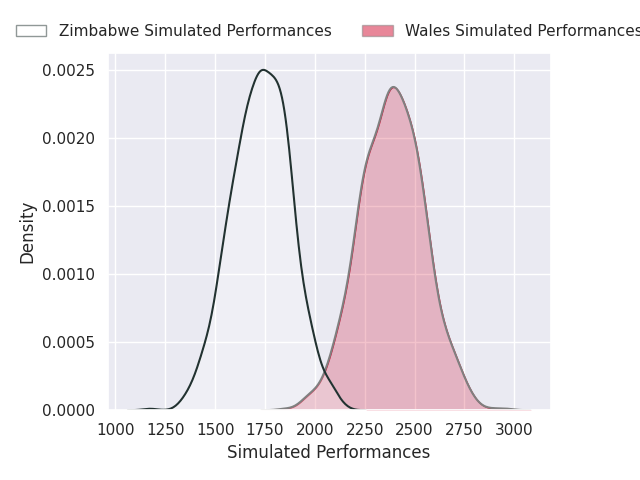 Zimbabwe Simulated Performances Wales Simulated Performances
0.0025
0.0020
0.0015
0.0010
0.0005
0.0000
Density
1000 1250 1500 1750 2000 2250 2500 2750 3000
Simulated Performances